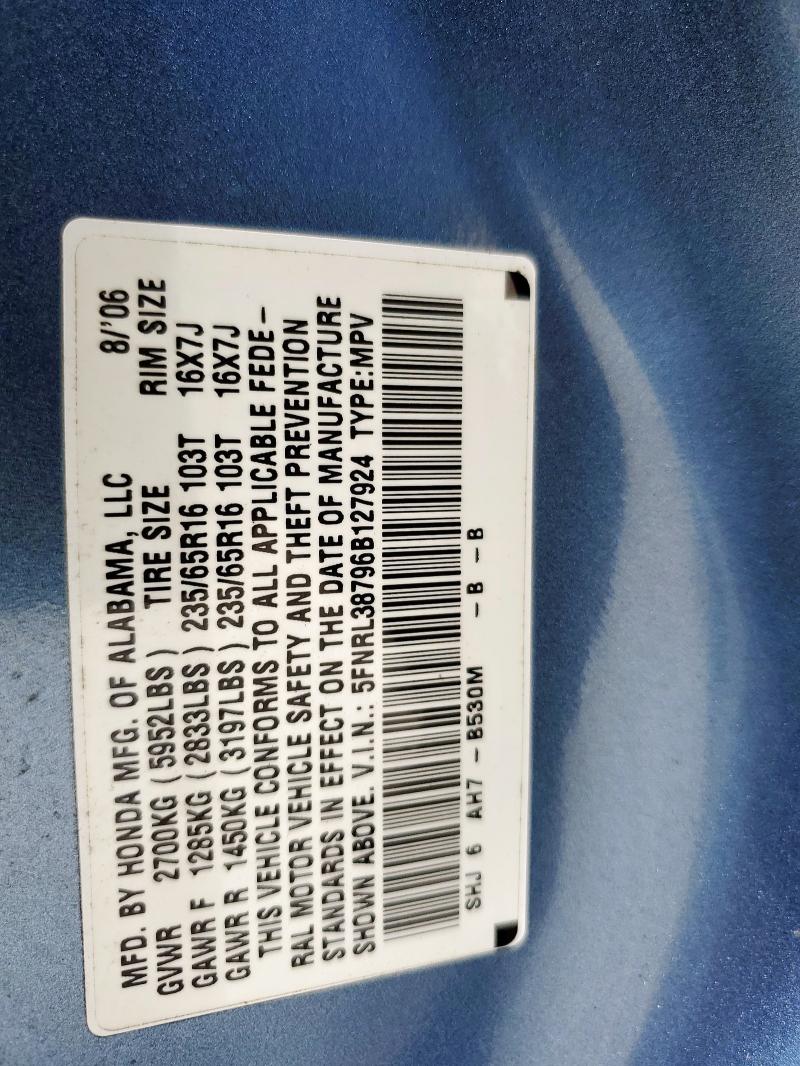 MFD. BY HONDA MFG. OF ALABAMA, LLC 8/'06
GVWR 2700KG (5952LBS) TIRE SIZE RIM SIZE
GAWR F 1285KG (2833LBS) 235/65R16 103T 16X7J
GAWR R 1450KG (3197LBS) 235/65R16 103T 16X7J
THIS VEHICLE CONFORMS TO ALL APPLICABLE FEDE-
RAL MOTOR VEHICLE SAFETY AND THEFT PREVENTION
STANDARDS IN EFFECT ON THE DATE OF MANUFACTURE
SHOWN ABOVE. V.I.N.: 5FNRL38796B127924 TYPE:MPV
SHJ 6 AH7 - B530M - B - B